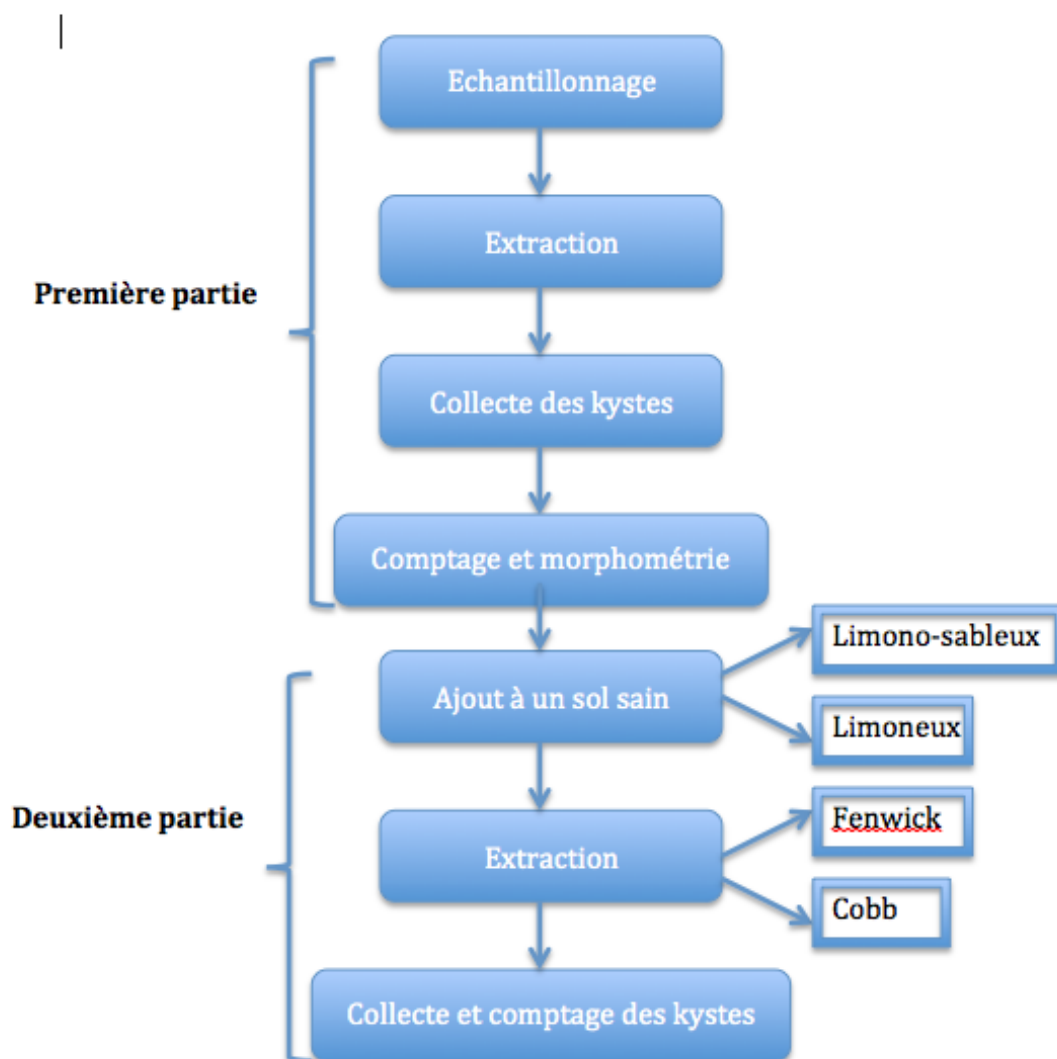 Echantillonnage
Extraction
Première partie
Collecte des kystes
Comptage et morphométrie
Limono-sableux
Ajout à un sol sain
Limoneux
Deuxième partie
Fenwick
Extraction
Cobb
Collecte et comptage des kystes